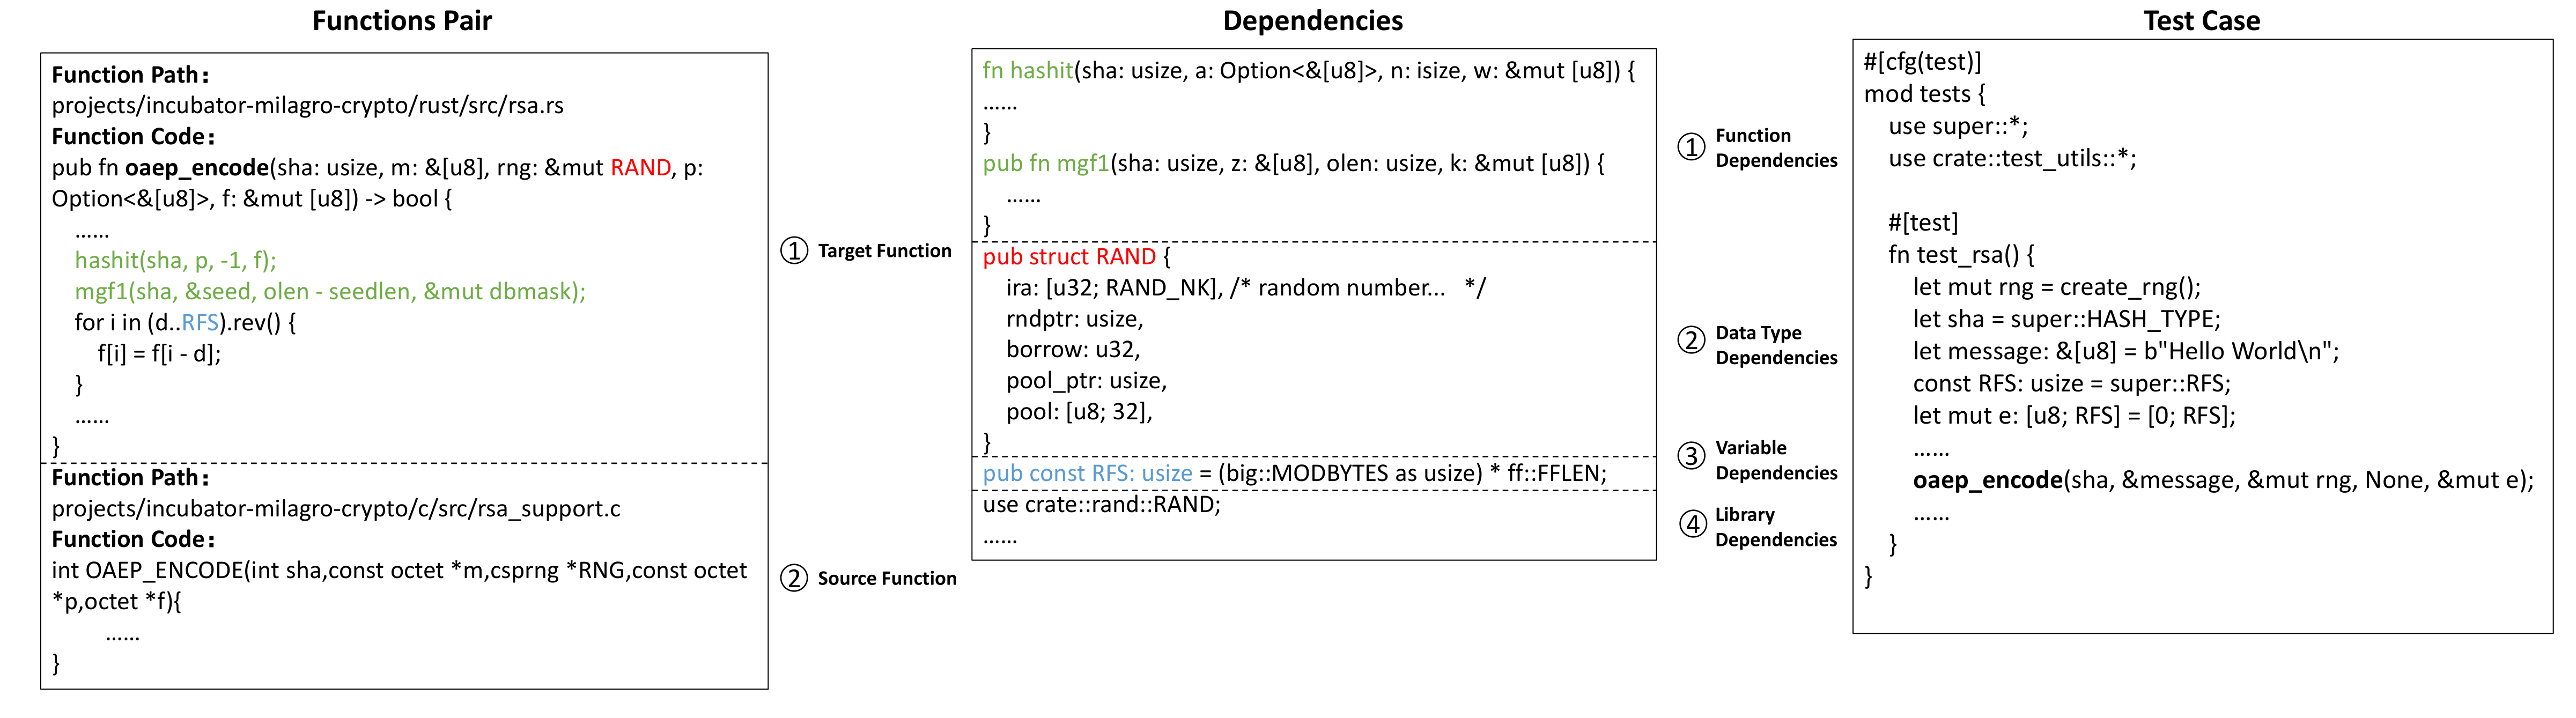 Functions Pair
Function Path:
projects/incubator-milagro-crypto/rust/src/rsa.rs
Function Code:
pub fn oaep_encode(sha: usize, m: &[u8], rng: &mut RAND, p:
Option<&[u8]>, f: &mut [u8]) -> bool {
……
hashit(sha, p, -1, f);
mgf1(sha, &seed, olen - seedlen, &mut dbmask);
for i in (d..RFS).rev() {
f[i] = f[i - d];
}
……
}
Function Path:
projects/incubator-milagro-crypto/c/src/rsa_support.c
Function Code:
int OAEP_ENCODE(int sha,const octet *m,csprng *RNG,const octet
*p,octet *f){
……
}
① Target Function
② Source Function
Dependencies
fn hashit(sha: usize, a: Option<&[u8]>, n: isize, w: &mut [u8]) {
……
}
pub fn mgf1(sha: usize, z: &[u8], olen: usize, k: &mut [u8]) {
……
}
pub struct RAND {
ira: [u32; RAND_NK], /* random number... */
rndptr: usize,
borrow: u32,
pool_ptr: usize,
pool: [u8; 32],
}
pub const RFS: usize = (big::MODBYTES as usize) * ff::FFLEN;
use crate::rand::RAND;
……
① Function
Dependencies
② Data Type
Dependencies
③ Variable
Dependencies
④ Library
Dependencies
Test Case
#[cfg(test)]
mod tests {
use super::*;
use crate::test_utils::*;
#[test]
fn test_rsa() {
let mut rng = create_rng();
let sha = super::HASH_TYPE;
let message: &[u8] = b"Hello World\n";
const RFS: usize = super::RFS;
let mut e: [u8; RFS] = [0; RFS];
……
oaep_encode(sha, &message, &mut rng, None, &mut e);
……
}
}